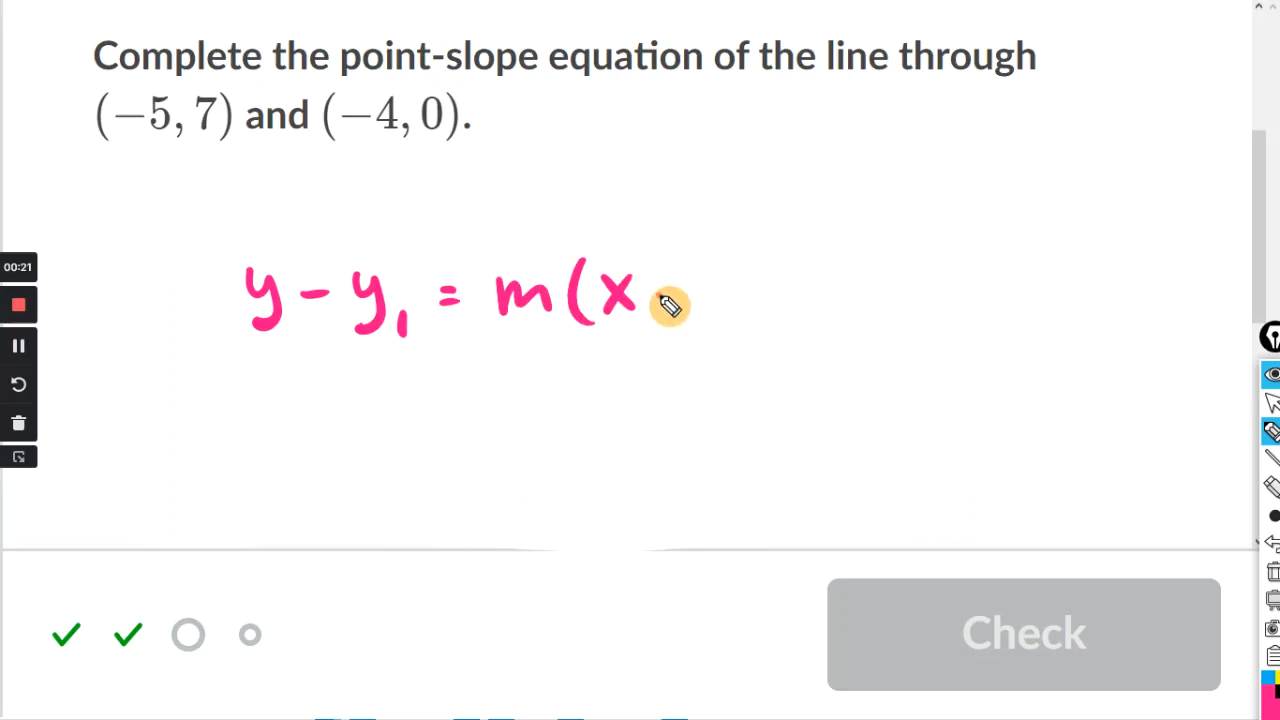 Complete the point-slope equation of the line through
(−5, 7) and (−4, 0).
00:21
y − y₁ = m(x
Check